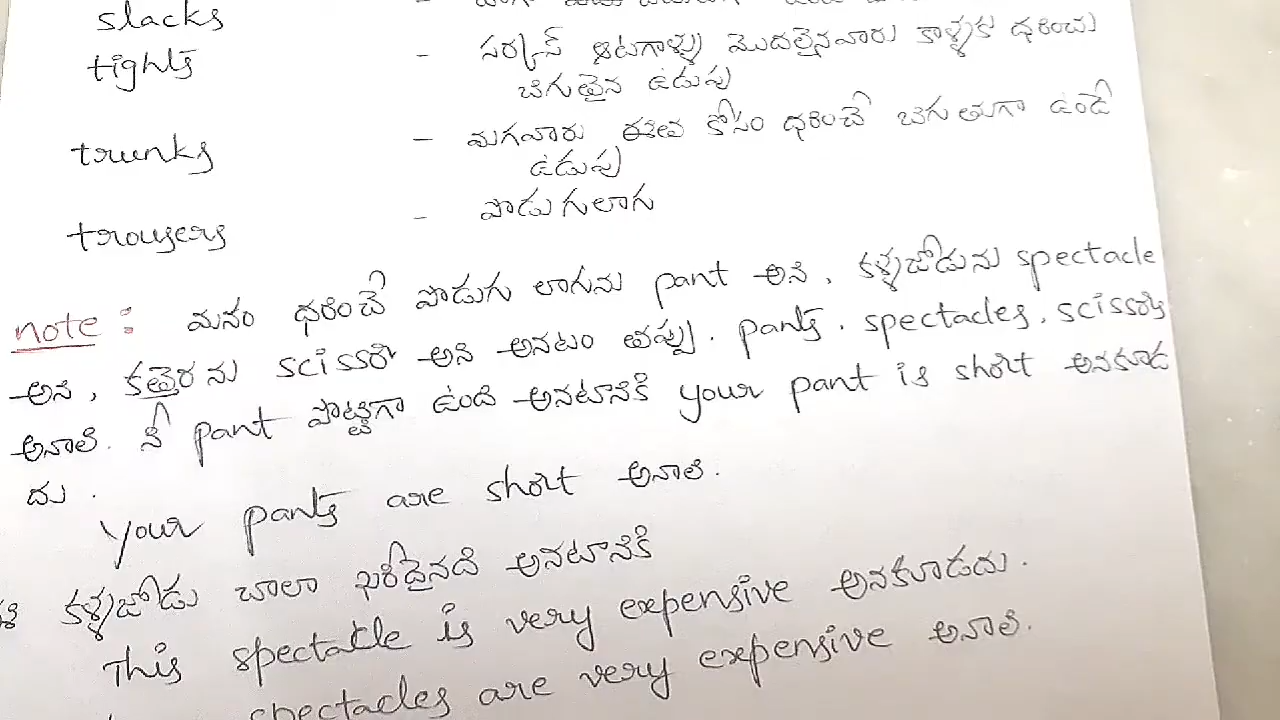 slacks -
tights - సర్కస్ ఆటగాళ్ళు మొదలైనవారు కాళ్ళకు ధరించు
బిగుతైన ఉడుపు
trunks - మగవారు ఈత కోసం ధరించే బిగుతుగా ఉండే
ఉడుపు
trousers - పొడుగులాగు
note : మనం ధరించే పొడుగు లాగును pant అని, కళ్ళజోడును spectacle
అని, కత్తెరను scissor అని అనటం తప్పు. pants. spectacles. scissors
అనాలి. నీ pant పొట్టిగా ఉంది అనటానికి your pant is short అనకూడ
దు.
Your pants are short అనాలి.
ఈ కళ్ళజోడు చాలా ఖరీదైనది అనటానికి
This spectacle is very expensive అనకూడదు.
spectacles are very expensive అనాలి.